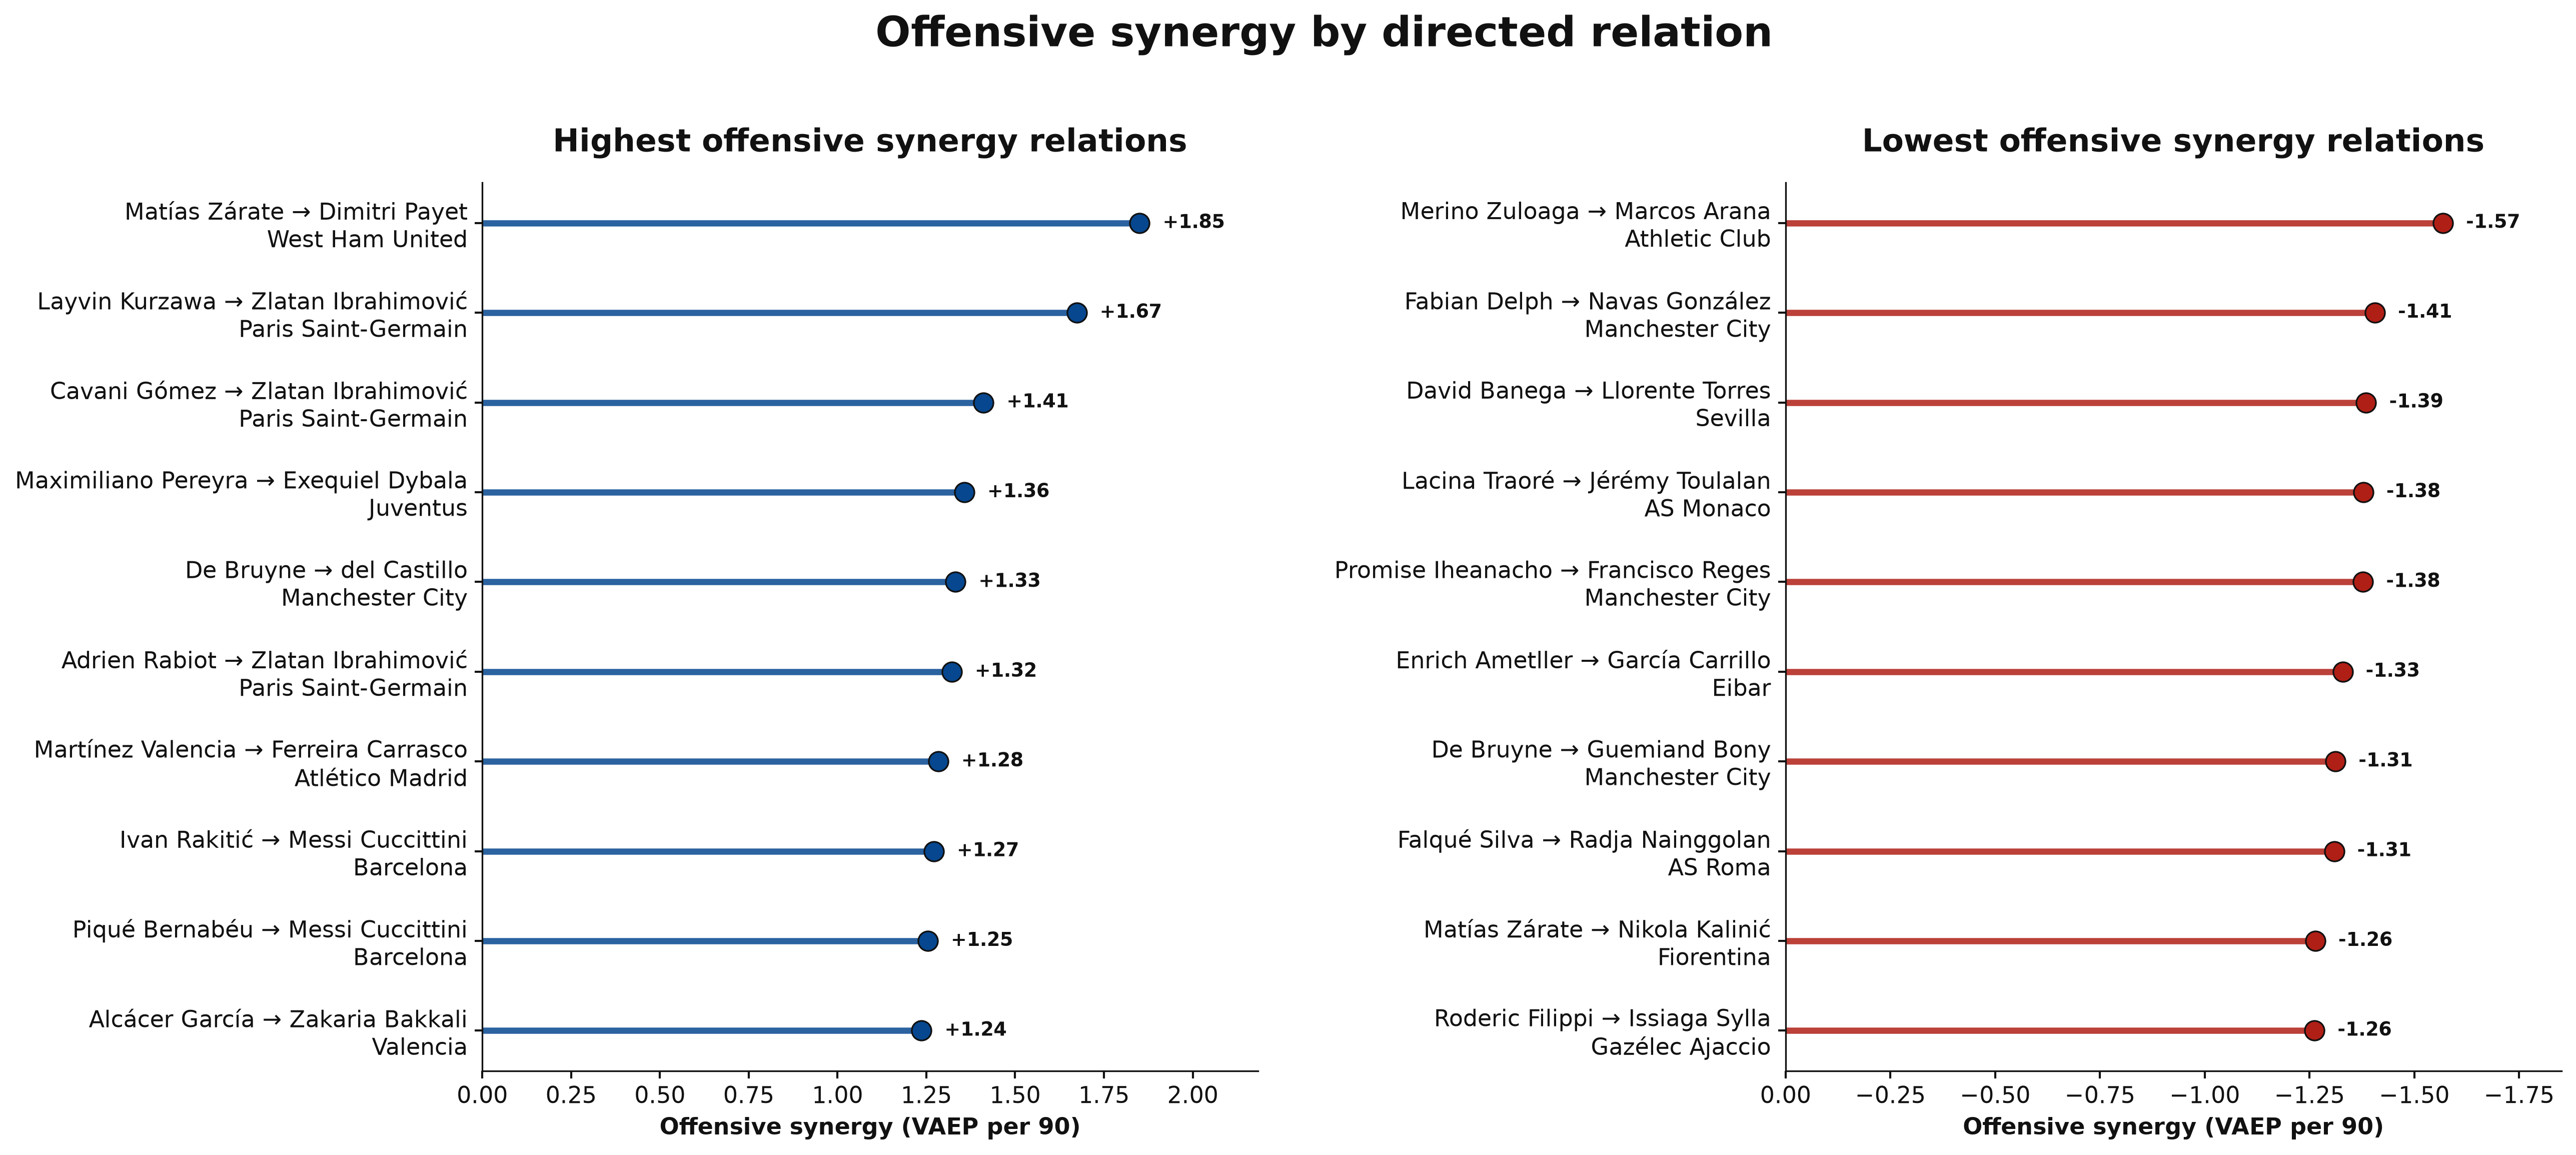 Offensive synergy by directed relation
Highest offensive synergy relations
Matías Zárate → Dimitri Payet
West Ham United
+1.85
Layvin Kurzawa → Zlatan Ibrahimović
Paris Saint-Germain
+1.67
Cavani Gómez → Zlatan Ibrahimović
Paris Saint-Germain
+1.41
Maximiliano Pereyra → Exequiel Dybala
Juventus
+1.36
De Bruyne → del Castillo
Manchester City
+1.33
Adrien Rabiot → Zlatan Ibrahimović
Paris Saint-Germain
+1.32
Martínez Valencia → Ferreira Carrasco
Atlético Madrid
+1.28
Ivan Rakitić → Messi Cuccittini
Barcelona
+1.27
Piqué Bernabéu → Messi Cuccittini
Barcelona
+1.25
Alcácer García → Zakaria Bakkali
Valencia
+1.24
0.00 0.25 0.50 0.75 1.00 1.25 1.50 1.75 2.00
Offensive synergy (VAEP per 90)
Lowest offensive synergy relations
Merino Zuloaga → Marcos Arana
Athletic Club
-1.57
Fabian Delph → Navas González
Manchester City
-1.41
David Banega → Llorente Torres
Sevilla
-1.39
Lacina Traoré → Jérémy Toulalan
AS Monaco
-1.38
Promise Iheanacho → Francisco Reges
Manchester City
-1.38
Enrich Ametller → García Carrillo
Eibar
-1.33
De Bruyne → Guemiand Bony
Manchester City
-1.31
Falqué Silva → Radja Nainggolan
AS Roma
-1.31
Matías Zárate → Nikola Kalinić
Fiorentina
-1.26
Roderic Filippi → Issiaga Sylla
Gazélec Ajaccio
-1.26
0.00 −0.25 −0.50 −0.75 −1.00 −1.25 −1.50 −1.75
Offensive synergy (VAEP per 90)